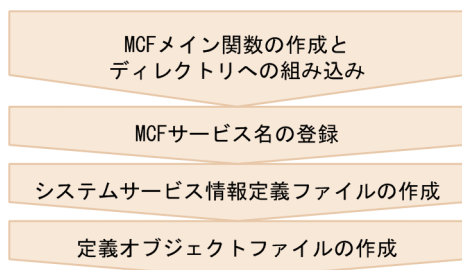 MCFメイン関数の作成と
ディレクトリへの組み込み
MCFサービス名の登録
システムサービス情報定義ファイルの作成
定義オブジェクトファイルの作成